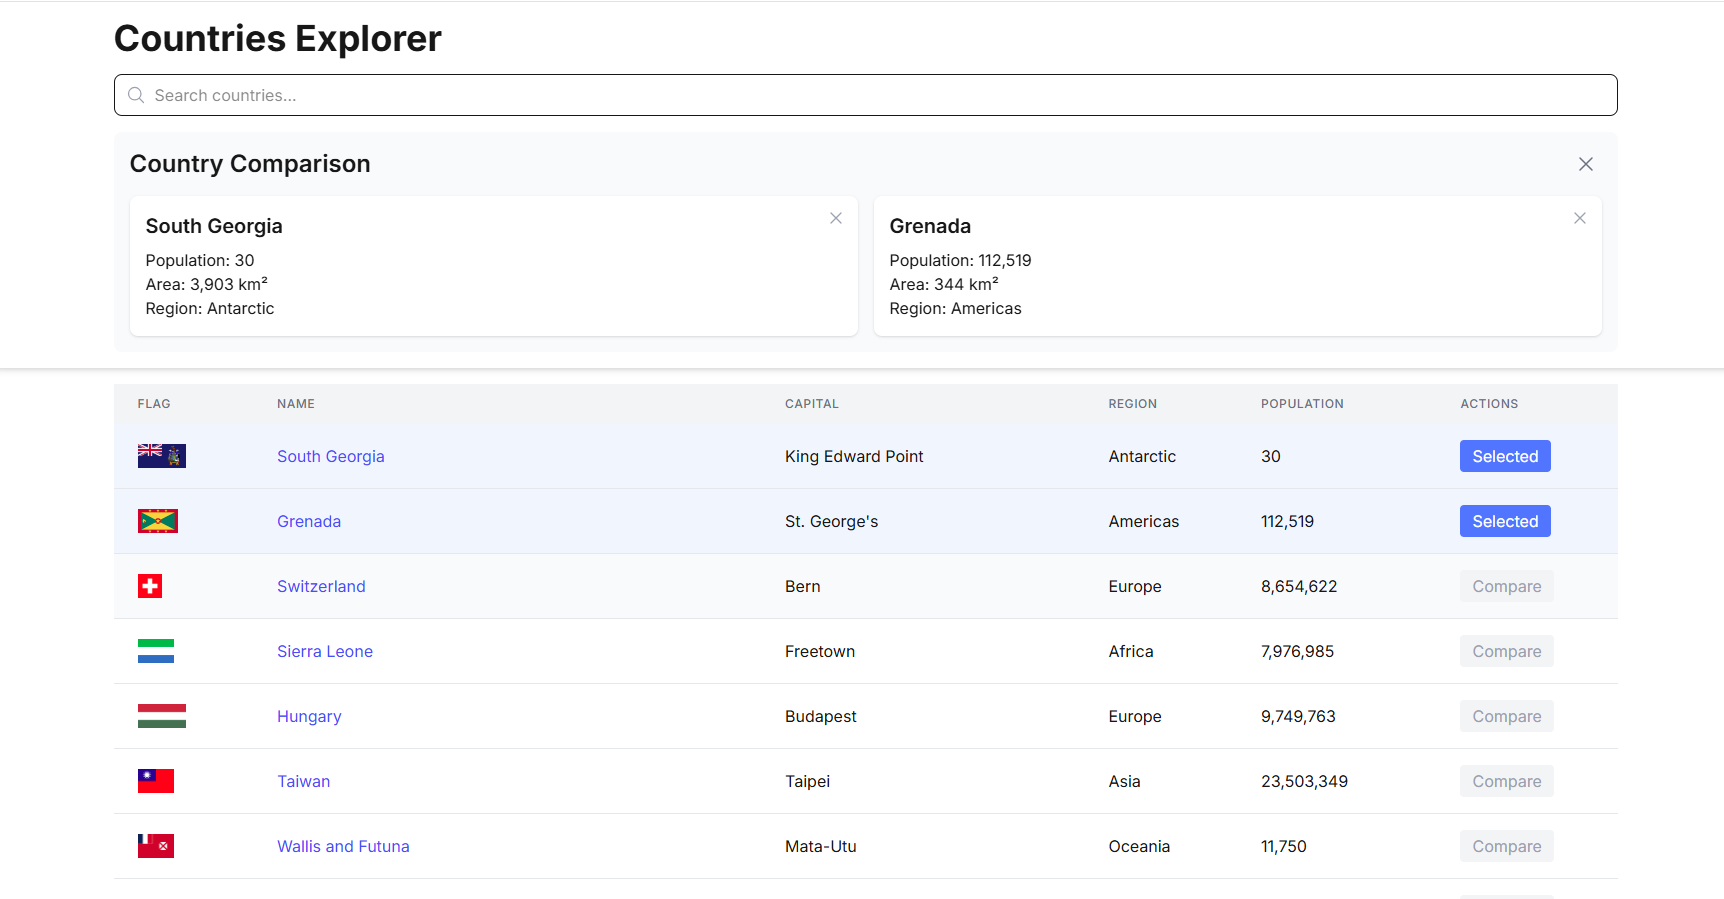 Countries Explorer
Search countries...
Country Comparison
South Georgia
Population: 30
Area: 3,903 km²
Region: Antarctic
Grenada
Population: 112,519
Area: 344 km²
Region: Americas
FLAG NAME CAPITAL REGION POPULATION ACTIONS
South Georgia King Edward Point Antarctic 30 Selected
Grenada St. George's Americas 112,519 Selected
Switzerland Bern Europe 8,654,622 Compare
Sierra Leone Freetown Africa 7,976,985 Compare
Hungary Budapest Europe 9,749,763 Compare
Taiwan Taipei Asia 23,503,349 Compare
Wallis and Futuna Mata-Utu Oceania 11,750 Compare